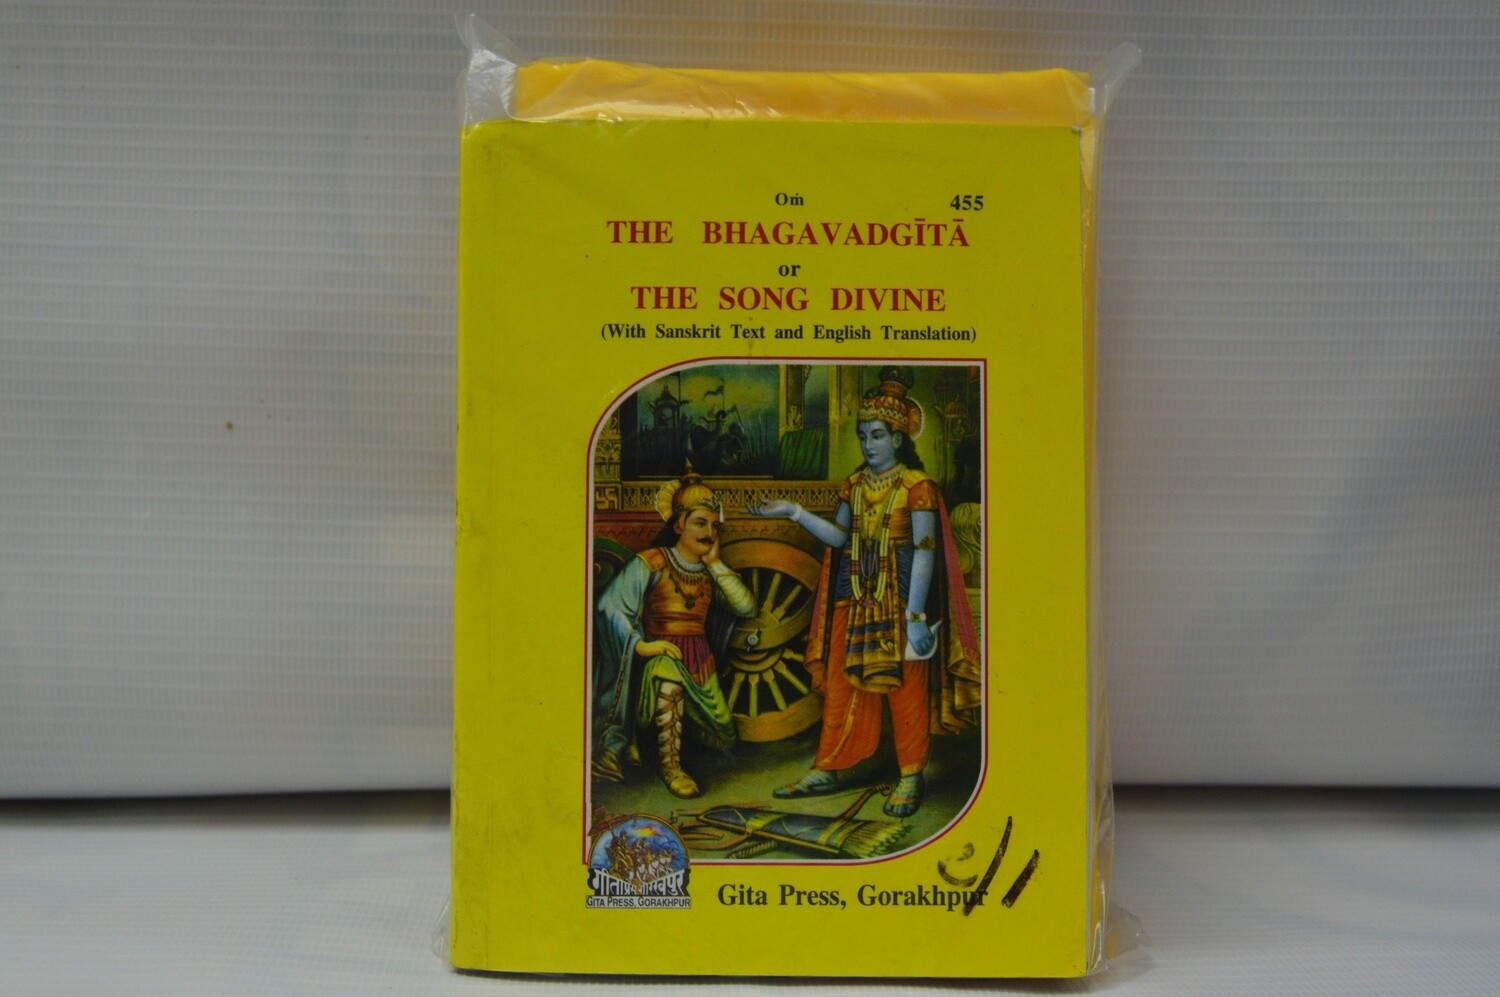 Oṁ 455
THE BHAGAVADGĪTĀ
or
THE SONG DIVINE
(With Sanskrit Text and English Translation)
गीताप्रेस गोरखपुर
GITA PRESS, GORAKHPUR
Gita Press, Gorakhpur